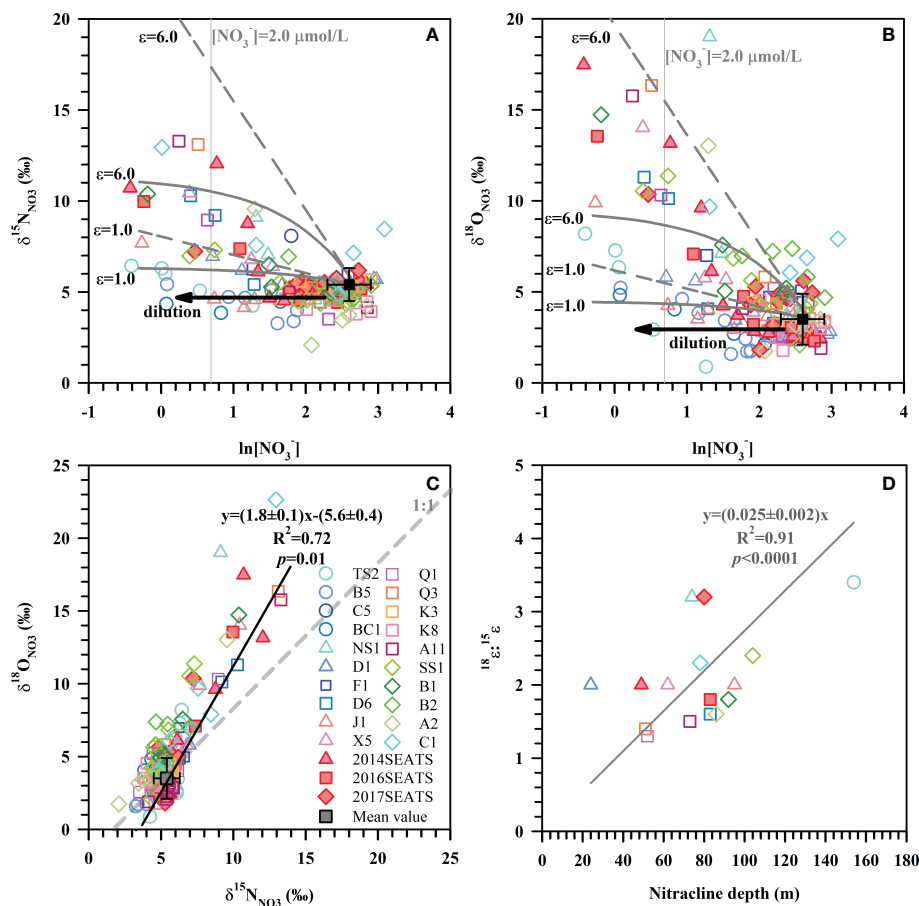 A
[NO₃⁻]=2.0 μmol/L
ε=6.0
ε=6.0
ε=1.0
ε=1.0
dilution
20
15
10
5
0
-1
0
1
2
3
4
δ¹⁵N_NO3 (‰)
ln[NO₃⁻]
B
ε=6.0
[NO₃⁻]=2.0 μmol/L
ε=6.0
ε=1.0
ε=1.0
dilution
20
15
10
5
0
-1
0
1
2
3
4
δ¹⁸O_NO3 (‰)
ln[NO₃⁻]
C
1:1
y=(1.8±0.1)x-(5.6±0.4)
R²=0.72
p=0.01
TS2
B5
C5
BC1
NS1
D1
F1
D6
J1
X5
2014SEATS
2016SEATS
2017SEATS
Mean value
Q1
Q3
K3
K8
A11
SS1
B1
B2
A2
C1
25
20
15
10
5
0
0
5
10
15
20
25
δ¹⁸O_NO3 (‰)
δ¹⁵N_NO3 (‰)
D
y=(0.025±0.002)x
R²=0.91
p<0.0001
5
4
3
2
1
0
0
20
40
60
80
100
120
140
160
180
¹⁸ε:¹⁵ε
Nitracline depth (m)